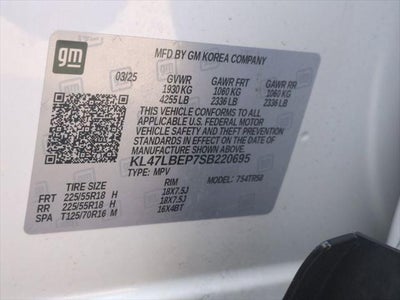 gm
MFD BY GM KOREA COMPANY
03/25 GVWR GAWR FRT GAWR RR
1930 KG 1060 KG 1060 KG
4255 LB 2336 LB 2336 LB
THIS VEHICLE CONFORMS TO ALL
APPLICABLE U.S. FEDERAL MOTOR
VEHICLE SAFETY AND THEFT PREVENTION
STANDARDS IN EFFECT ON THE DATE OF
MANUFACTURE SHOWN ABOVE.
KL47LBEP7SB220695
TYPE: MPV MODEL: 7S4TR58
TIRE SIZE RIM
FRT 225/55R18 H 18X7.5J
RR 225/55R18 H 18X7.5J
SPA T125/70R16 M 16X4BT